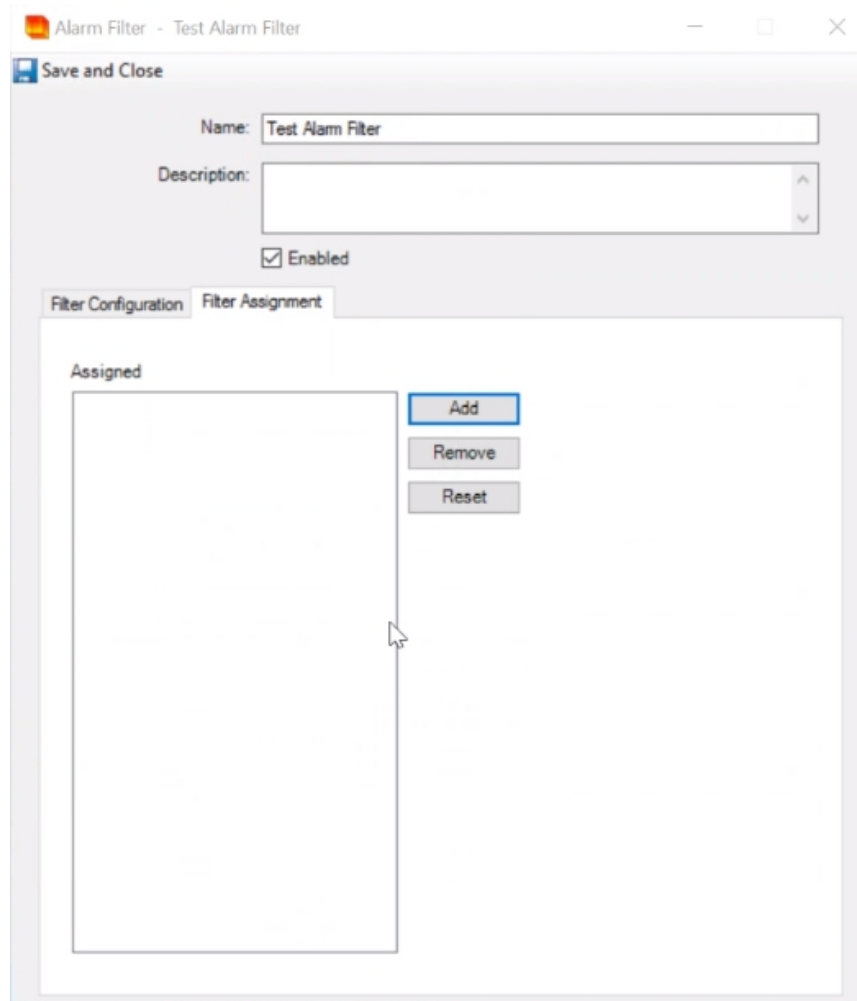 Alarm Filter - Test Alarm Filter
Save and Close
Name: Test Alarm Filter
Description:
Enabled
Filter Configuration Filter Assignment
Assigned
Add
Remove
Reset